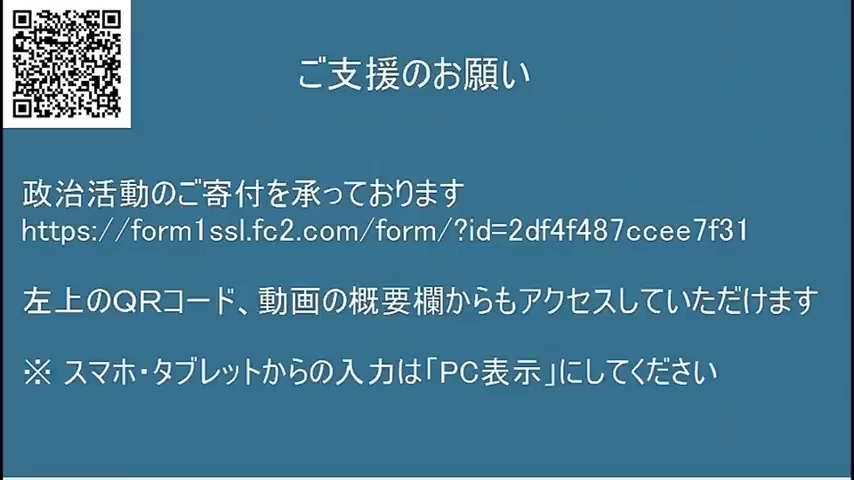 ご支援のお願い
政治活動のご寄付を承っております
https://form1ssl.fc2.com/form/?id=2df4f487ccee7f31
左上のＱＲコード、動画の概要欄からもアクセスしていただけます
※ スマホ・タブレットからの入力は「ＰＣ表示」にしてください